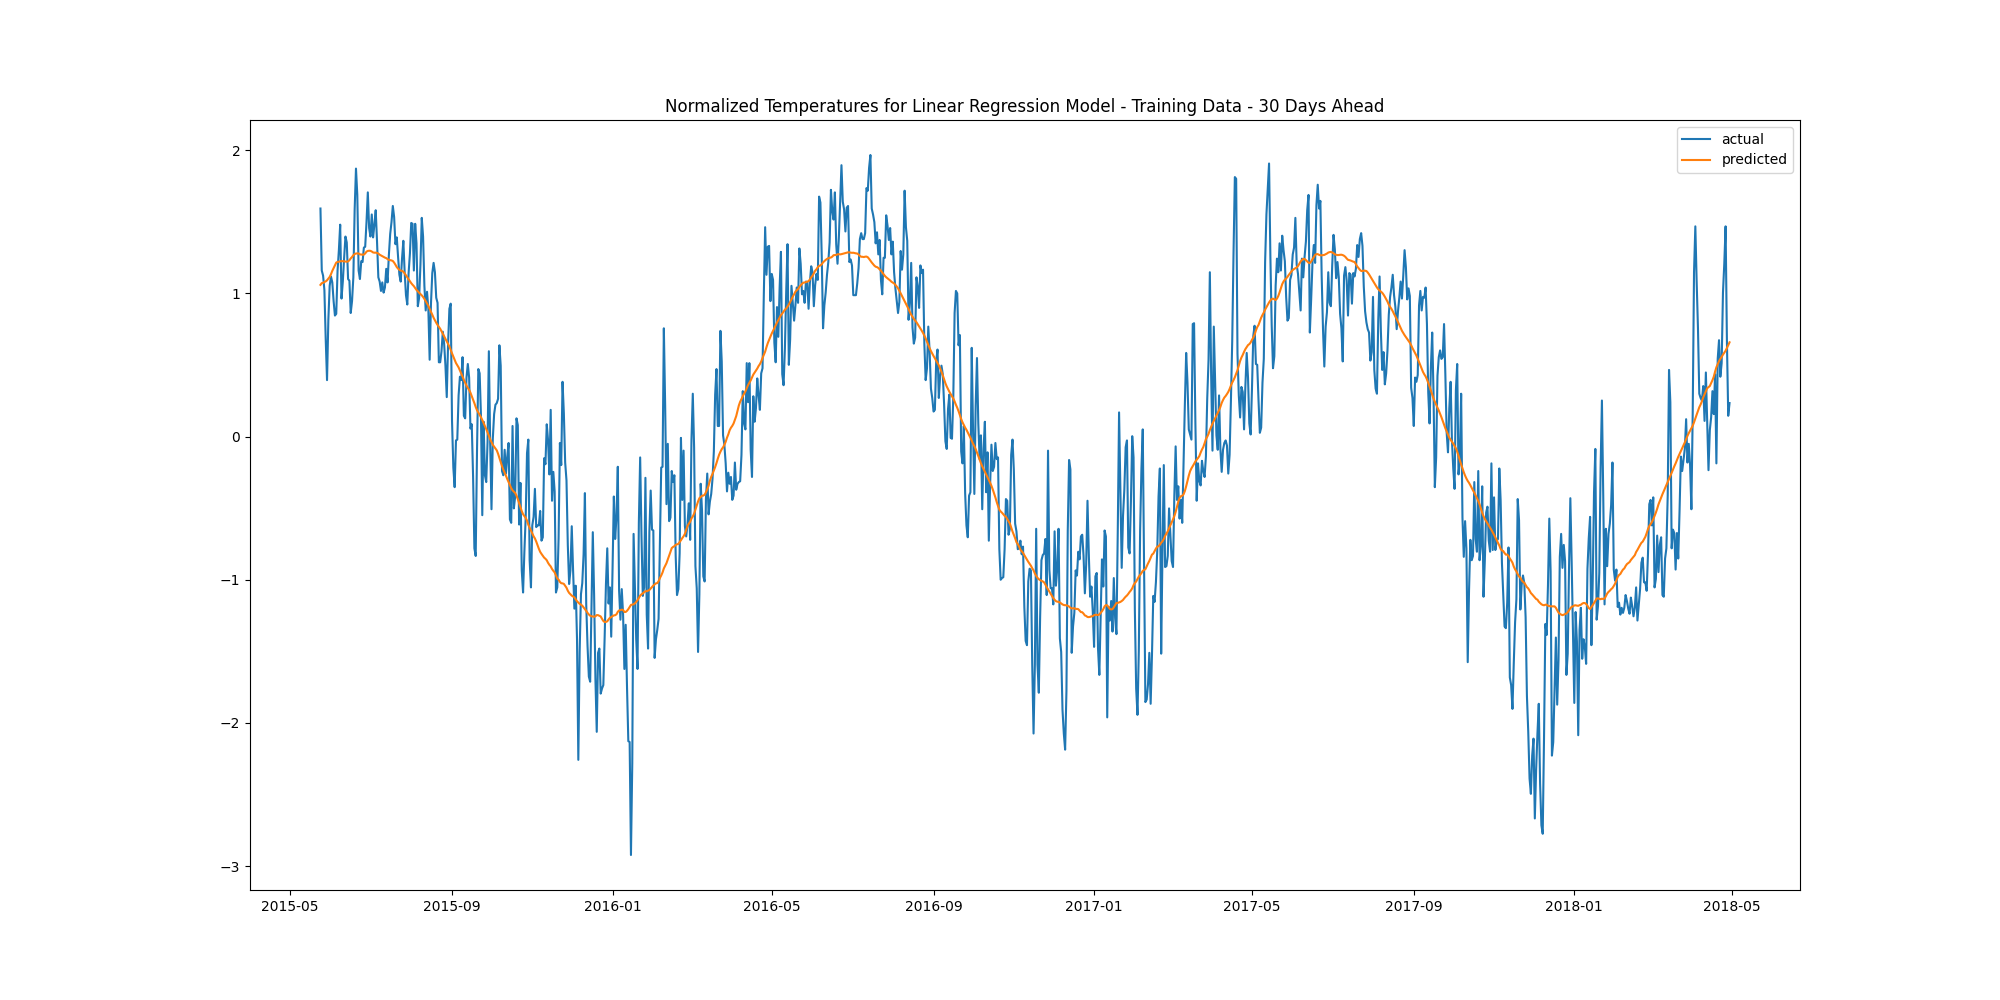 Normalized Temperatures for Linear Regression Model - Training Data - 30 Days Ahead
actual
predicted
2
1
0
−1
−2
−3
2015-05 2015-09 2016-01 2016-05 2016-09 2017-01 2017-05 2017-09 2018-01 2018-05